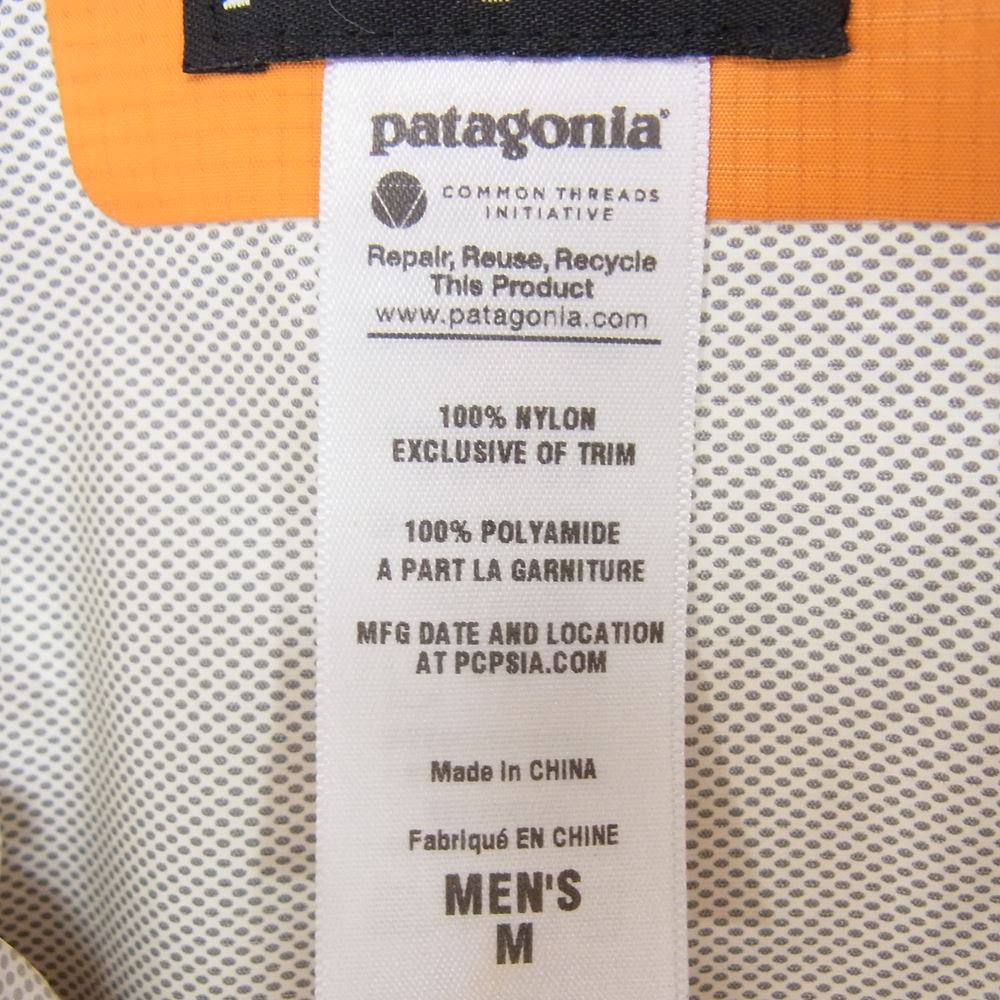 patagonia®
COMMON THREADS
INITIATIVE
Repair, Reuse, Recycle
This Product
www.patagonia.com
100% NYLON
EXCLUSIVE OF TRIM
100% POLYAMIDE
A PART LA GARNITURE
MFG DATE AND LOCATION
AT PCPSIA.COM
Made in CHINA
Fabriqué EN CHINE
MEN'S
M